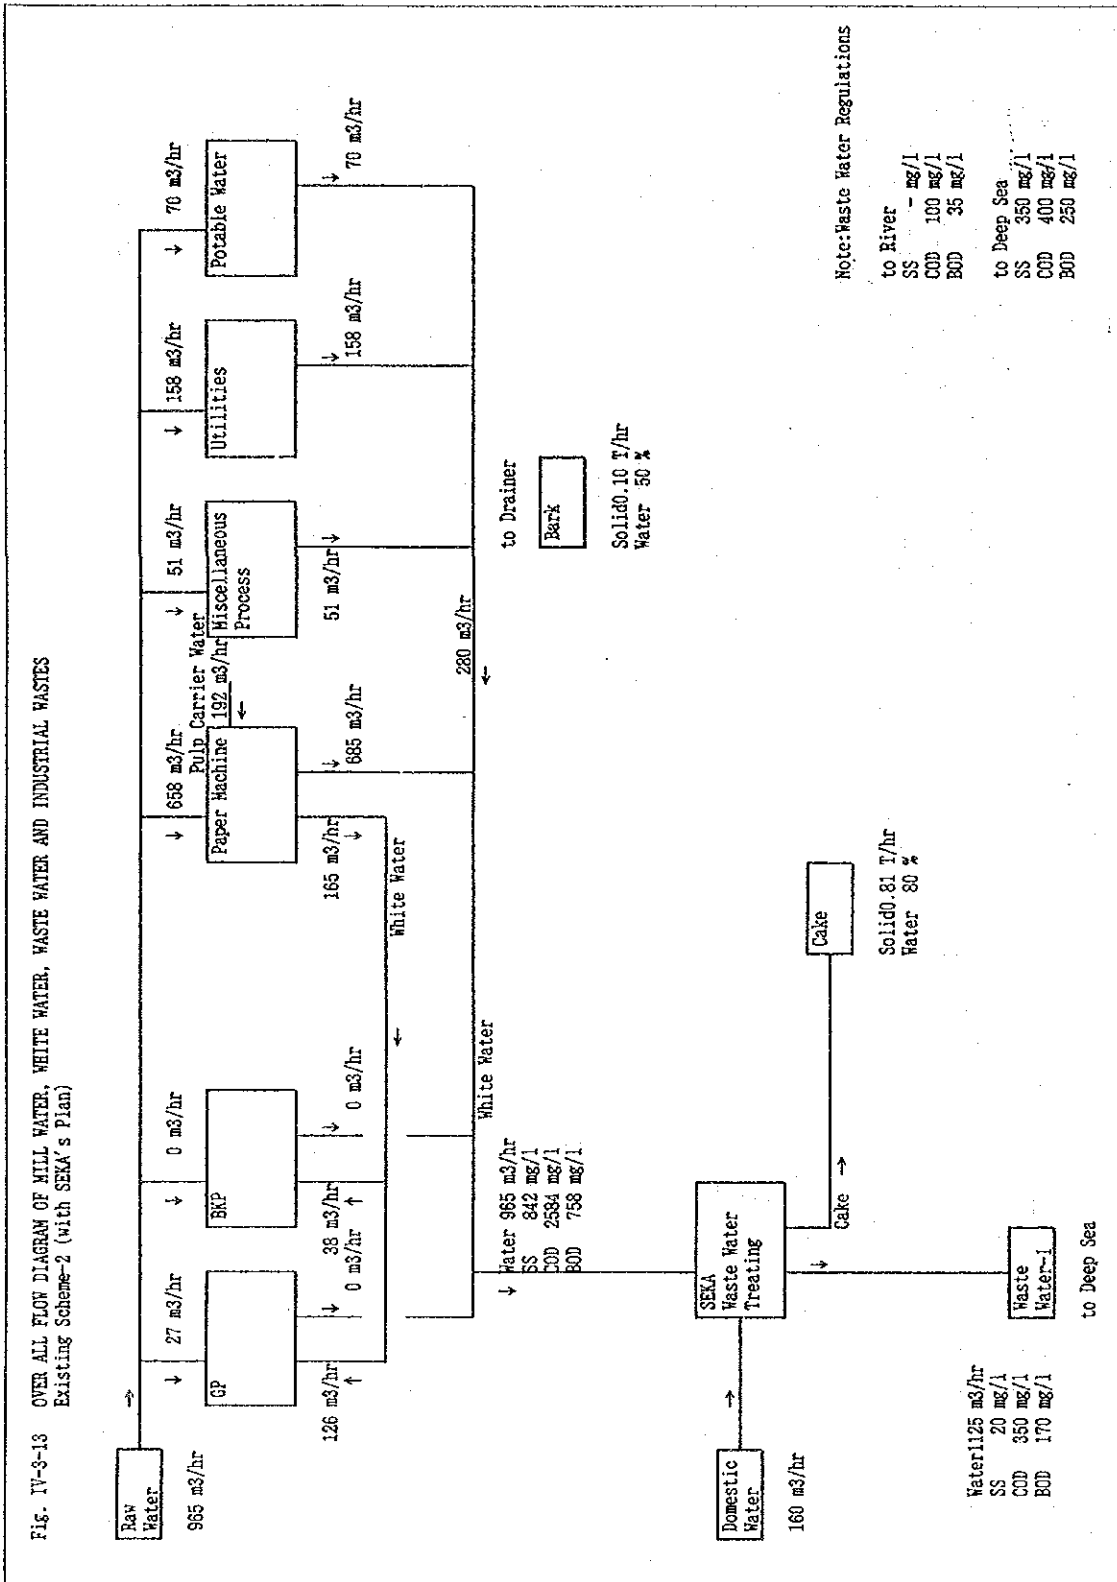 Fig. IV-3-13 OVER ALL FLOW DIAGRAM OF MILL WATER, WHITE WATER, WASTE WATER AND INDUSTRIAL WASTES
Existing Scheme-2 (with SEKA's Plan)
Raw
Water
965 m3/hr
27 m3/hr
0 m3/hr
658 m3/hr
51 m3/hr
158 m3/hr
70 m3/hr
Pulp Carrier Water
192 m3/hr
GP
BKP
Paper Machine
Miscellaneous
Process
Utilities
Potable Water
126 m3/hr
0 m3/hr
38 m3/hr
0 m3/hr
165 m3/hr
685 m3/hr
51 m3/hr
158 m3/hr
70 m3/hr
White Water
White Water
280 m3/hr
to Drainer
Bark
Solid0.10 T/hr
Water 50 %
Water 965 m3/hr
SS 842 mg/l
COD 2584 mg/l
BOD 758 mg/l
Domestic
Water
160 m3/hr
SEKA
Waste Water
Treating
Cake
Cake
Solid0.81 T/hr
Water 80 %
Water1125 m3/hr
SS 20 mg/l
COD 350 mg/l
BOD 170 mg/l
Waste
Water-1
to Deep Sea
Note:Waste Water Regulations
to River
SS - mg/l
COD 100 mg/l
BOD 35 mg/l
to Deep Sea
SS 350 mg/l
COD 400 mg/l
BOD 250 mg/l